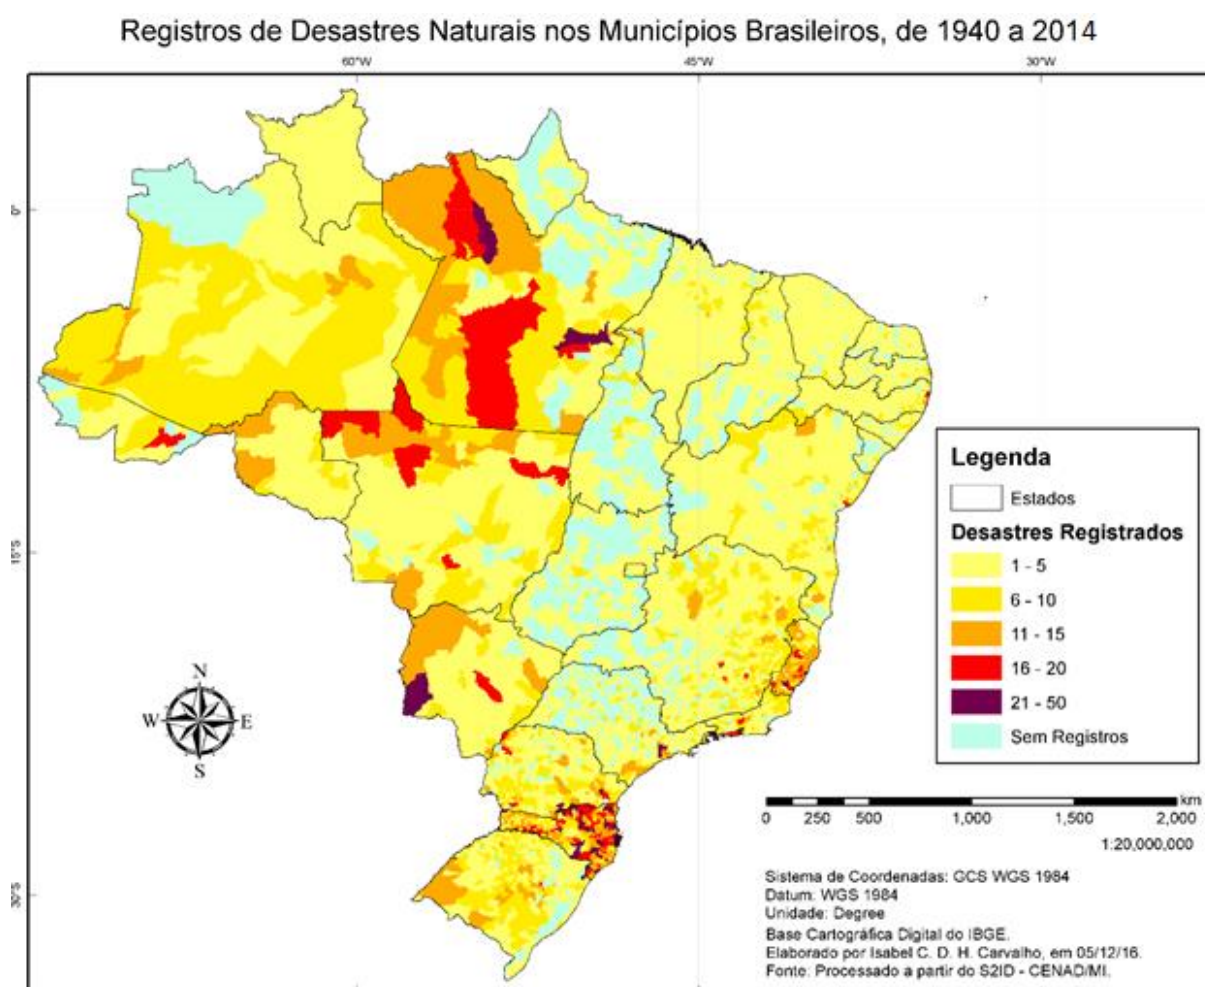 Registros de Desastres Naturais nos Municípios Brasileiros, de 1940 a 2014
60°W 45°W 30°W
0°
15°S
30°S
N
W E
S
Legenda
Estados
Desastres Registrados
1 - 5
6 - 10
11 - 15
16 - 20
21 - 50
Sem Registros
km
0 250 500 1,000 1,500 2,000
1:20,000,000
Sistema de Coordenadas: GCS WGS 1984
Datum: WGS 1984
Unidade: Degree
Base Cartográfica Digital do IBGE.
Elaborado por Isabel C. D. H. Carvalho, em 05/12/16.
Fonte: Processado a partir do S2ID - CENAD/MI.